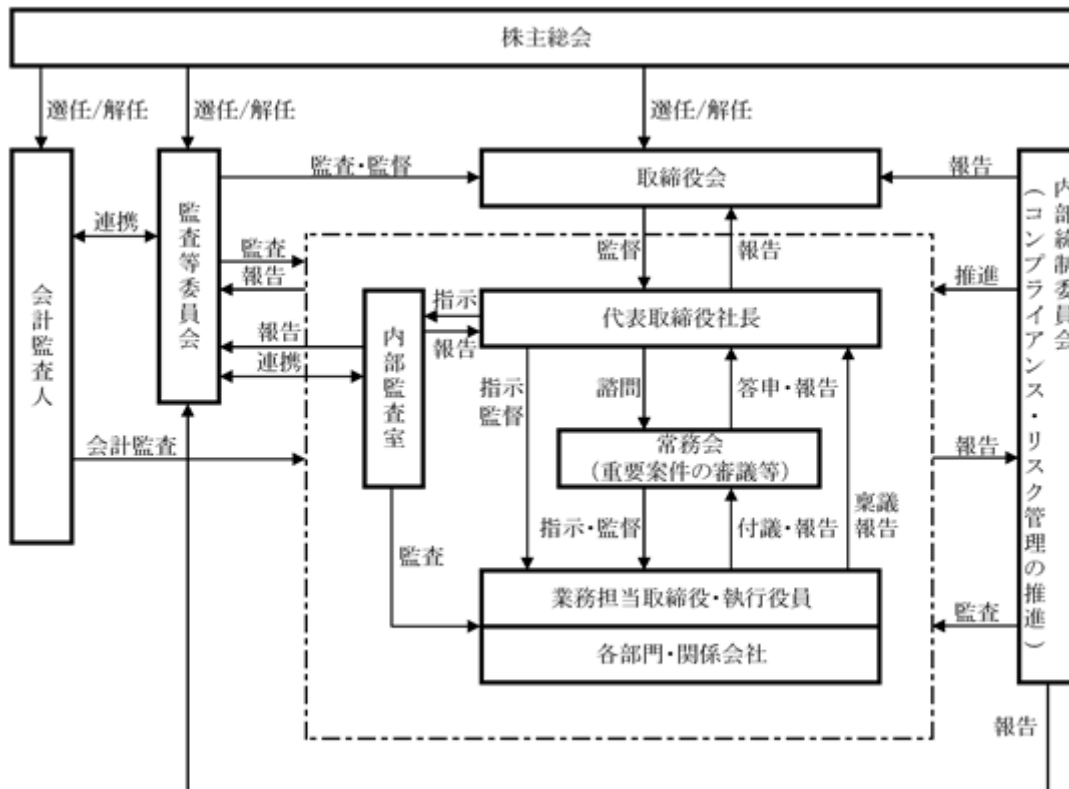 株主総会
選任/解任
選任/解任
選任/解任
監査・監督
取締役会
報告
連携
監査
報告
監督
報告
推進
会計監査人
監査等委員会
指示
報告
代表取締役社長
報告
連携
内部監査室
指示
監督
諮問
答申・報告
会計監査
常務会
(重要案件の審議等)
報告
稟議
報告
指示・監督
付議・報告
監査
業務担当取締役・執行役員
監査
各部門・関係会社
内部統制委員会
(コンプライアンス・リスク管理の推進)
報告